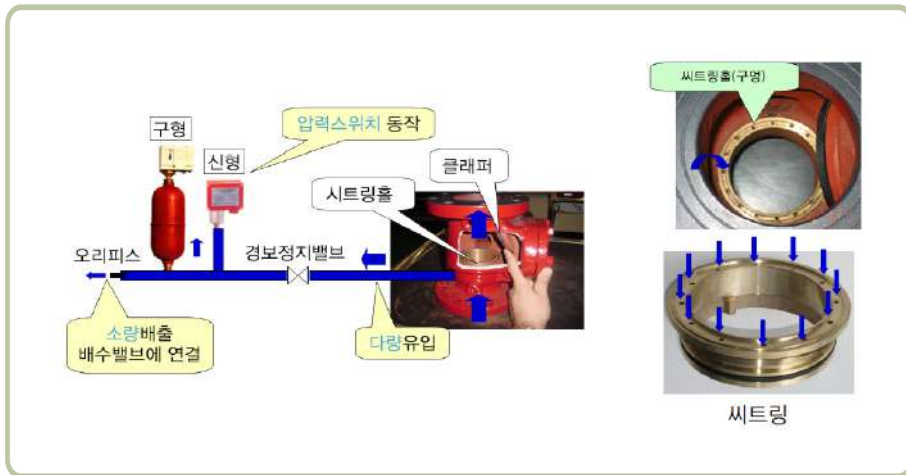 씨트링홀(구멍)
압력스위치 동작
구형
신형
클래퍼
시트링홀
오리피스
경보정지밸브
소량배출
배수밸브에 연결
다량유입
씨트링